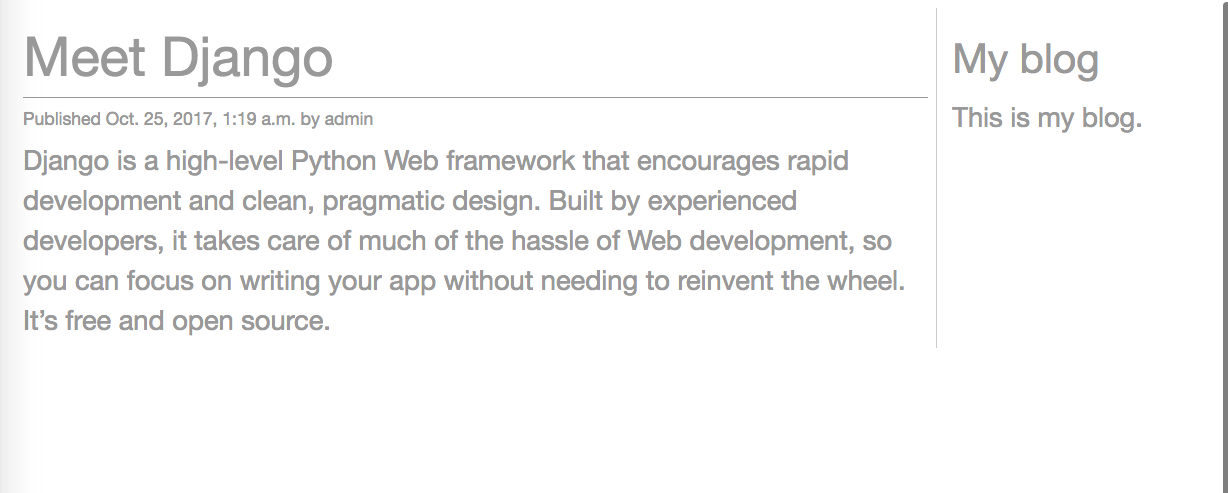 Meet Django
Published Oct. 25, 2017, 1:19 a.m. by admin
Django is a high-level Python Web framework that encourages rapid
development and clean, pragmatic design. Built by experienced
developers, it takes care of much of the hassle of Web development, so
you can focus on writing your app without needing to reinvent the wheel.
It’s free and open source.
My blog
This is my blog.